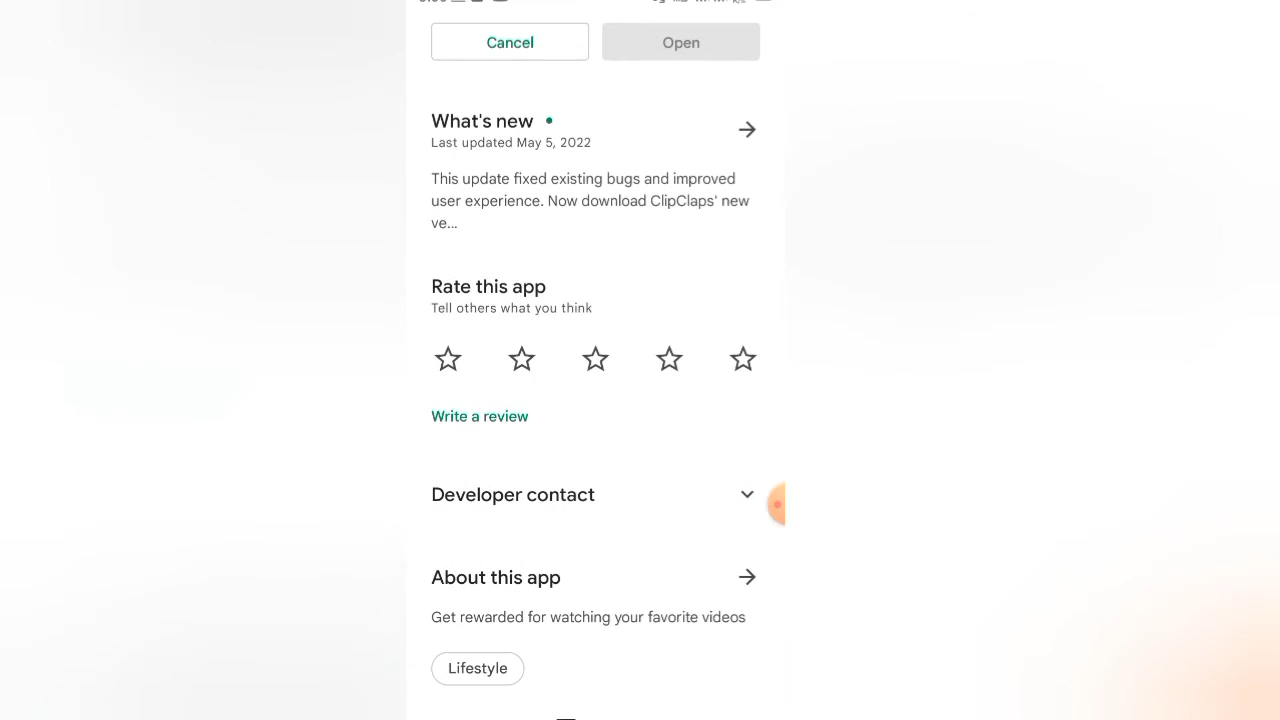 Cancel
Open
What's new
Last updated May 5, 2022
This update fixed existing bugs and improved
user experience. Now download ClipClaps' new
ve...
Rate this app
Tell others what you think
Write a review
Developer contact
About this app
Get rewarded for watching your favorite videos
Lifestyle